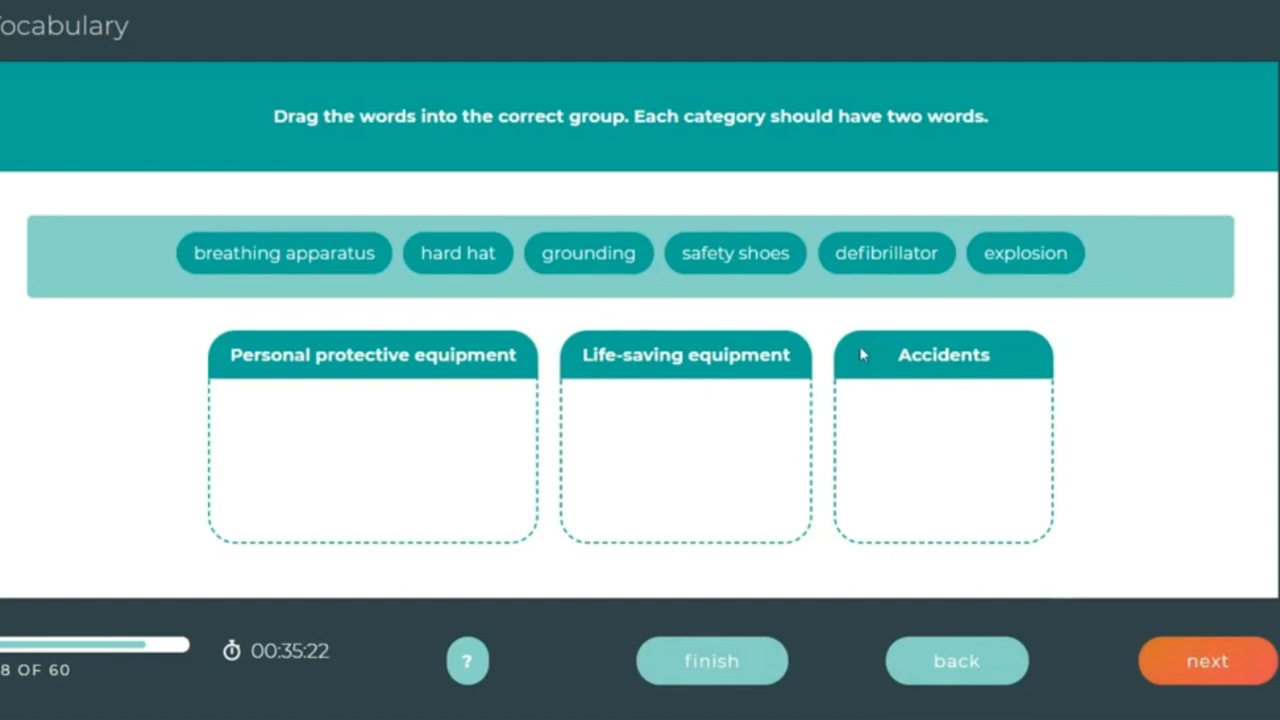 ocabulary
Drag the words into the correct group. Each category should have two words.
breathing apparatus hard hat grounding safety shoes defibrillator explosion
Personal protective equipment Life-saving equipment Accidents
8 OF 60
00:35:22
?
finish
back
next